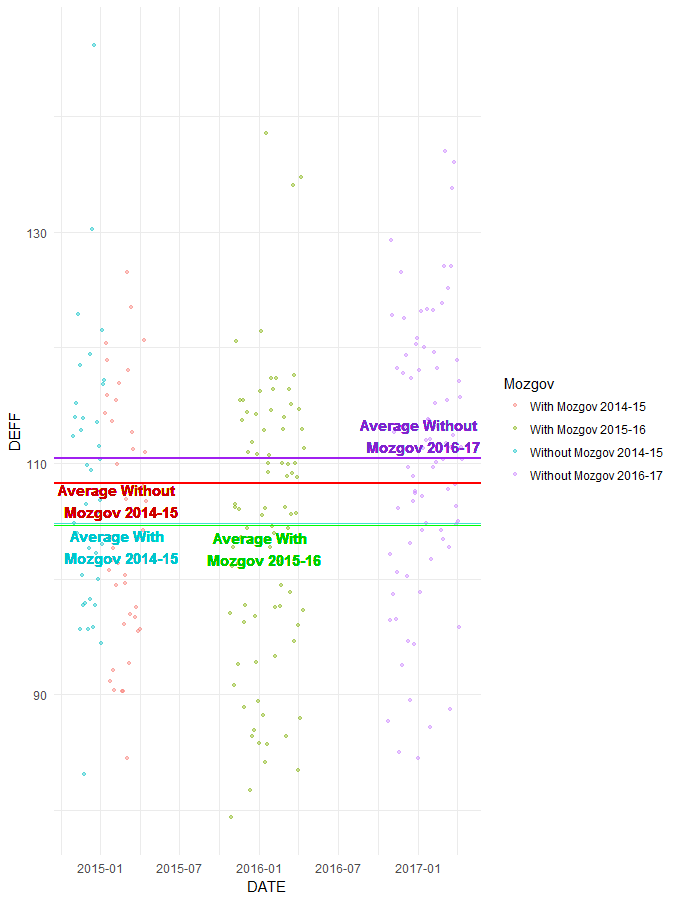 130
110
90
DEFF
Average Without
Mozgov 2016-17
Average Without
Mozgov 2014-15
Average With
Mozgov 2014-15
Average With
Mozgov 2015-16
2015-01 2015-07 2016-01 2016-07 2017-01
DATE
Mozgov
With Mozgov 2014-15
With Mozgov 2015-16
Without Mozgov 2014-15
Without Mozgov 2016-17